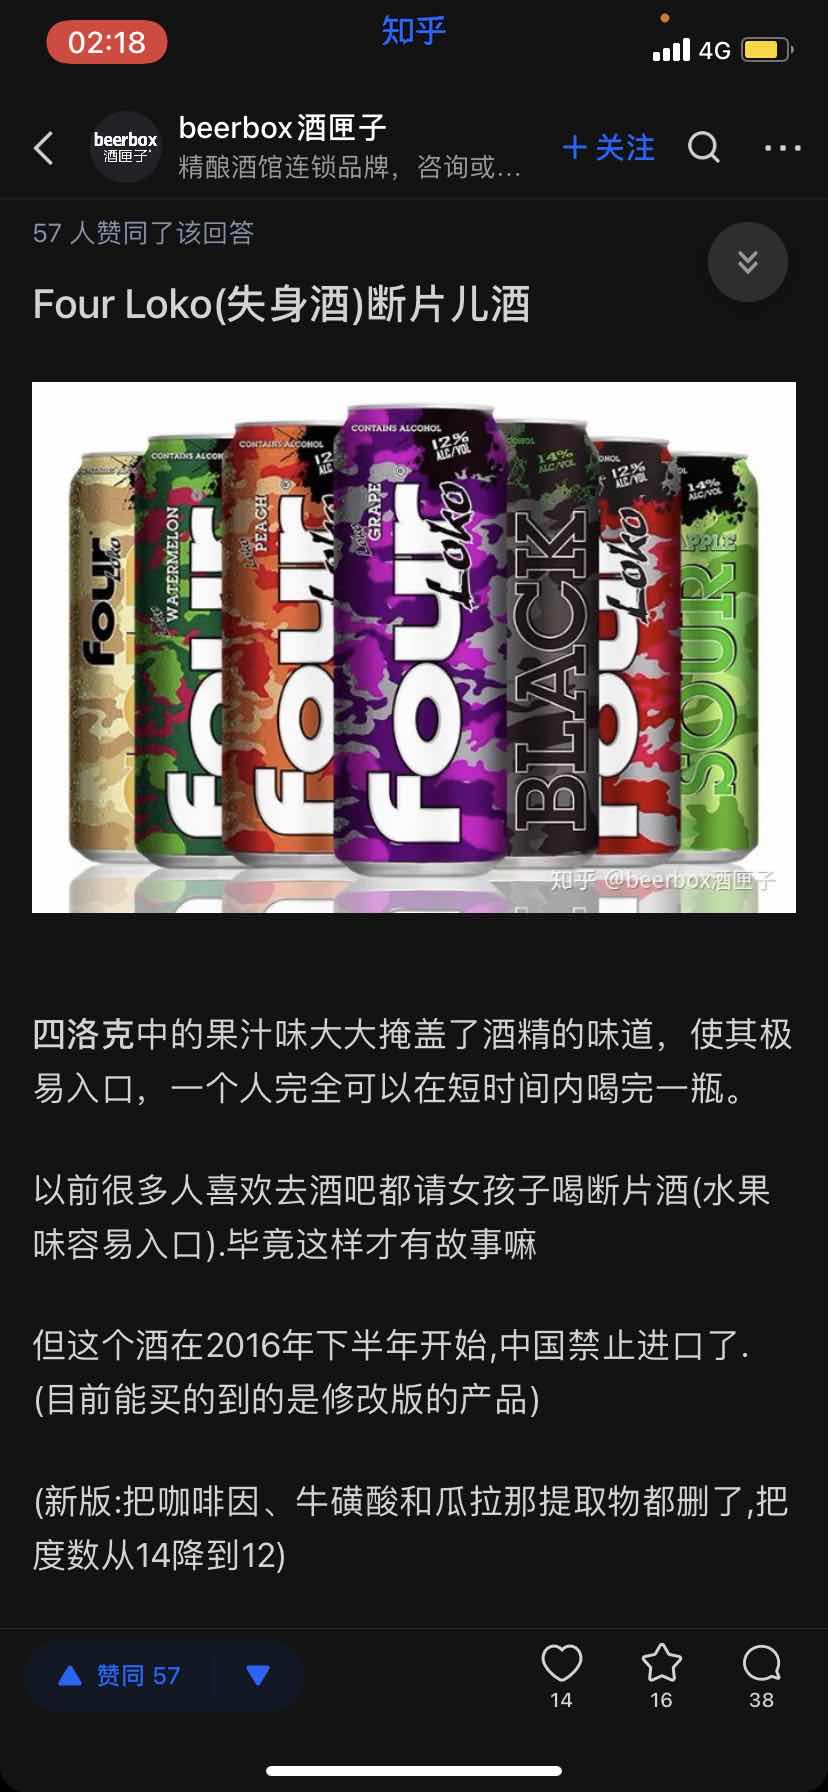 02:18
知乎
4G
beerbox
酒匣子
beerbox酒匣子
精酿酒馆连锁品牌，咨询或...
+ 关注
57 人赞同了该回答
Four Loko(失身酒)断片儿酒
CONTAINS ALCOHOL
CONTAINS ALCOHOL
CONTAINS ALCOHOL
12%
ALC/VOL
14%
ALC/VOL
12%
ALC/VOL
14%
ALC/VOL
WATERMELON
PEACH
GRAPE
APPLE
four
Loko
four
four
Loko
four
Loko
BLACK
four
Loko
SOUR
知乎 @beerbox酒匣子
四洛克中的果汁味大大掩盖了酒精的味道，使其极
易入口，一个人完全可以在短时间内喝完一瓶。
以前很多人喜欢去酒吧都请女孩子喝断片酒(水果
味容易入口).毕竟这样才有故事嘛
但这个酒在2016年下半年开始,中国禁止进口了.
(目前能买的到的是修改版的产品)
(新版:把咖啡因、牛磺酸和瓜拉那提取物都删了,把
度数从14降到12)
赞同 57
14
16
38